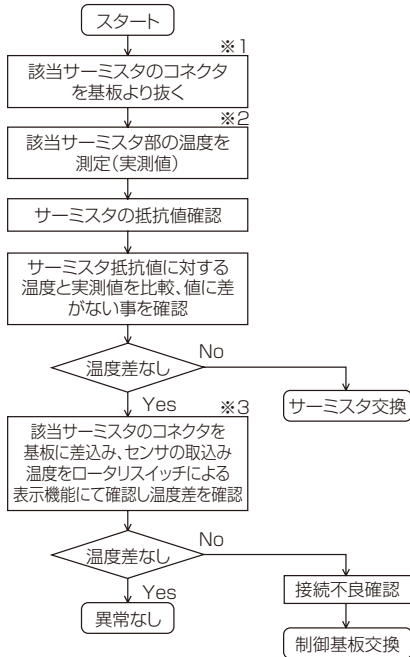 スタート
※1
該当サーミスタのコネクタ
を基板より抜く
※2
該当サーミスタ部の温度を
測定(実測値)
サーミスタの抵抗値確認
サーミスタ抵抗値に対する
温度と実測値を比較、値に差
がない事を確認
温度差なし
No
サーミスタ交換
Yes
※3
該当サーミスタのコネクタを
基板に差込み、センサの取込み
温度をロータリスイッチによる
表示機能にて確認し温度差を確認
温度差なし
No
Yes
接続不良確認
異常なし
制御基板交換